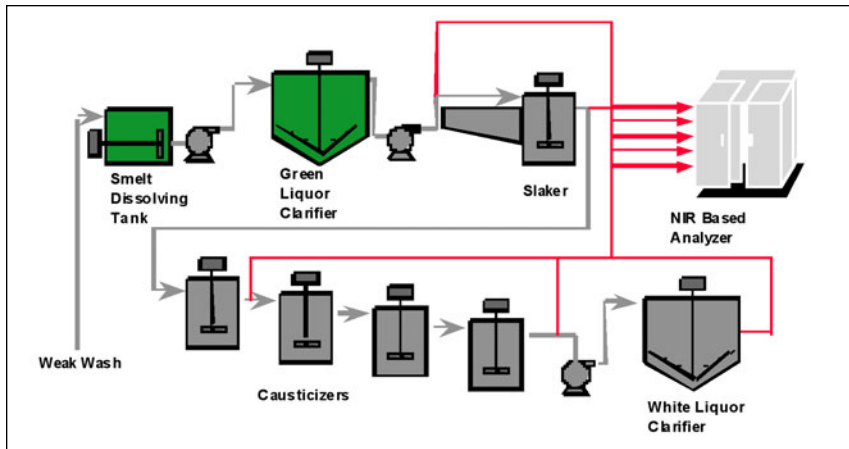 Smelt
Dissolving
Tank
Green
Liquor
Clarifier
Slaker
NIR Based
Analyzer
Weak Wash
Causticizers
White Liquor
Clarifier